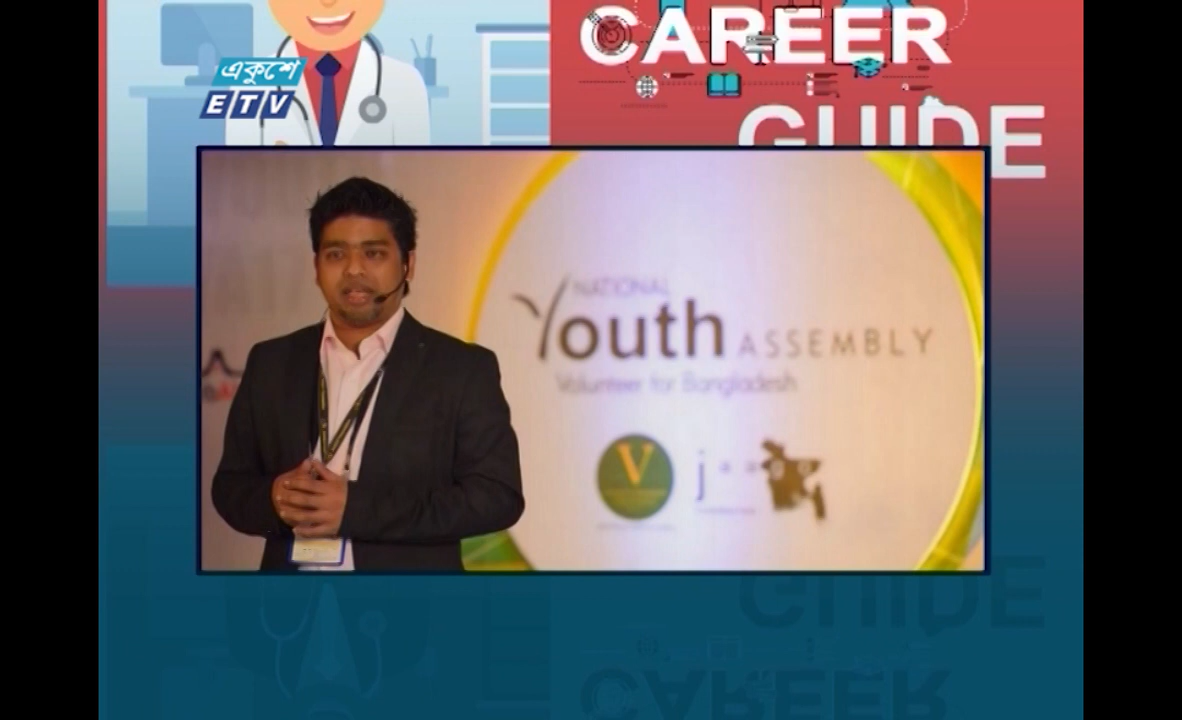 CAREER
একুশে
ETV
GUIDE
NATIONAL
Youth ASSEMBLY
Volunteer for Bangladesh
V
GUIDE
CAREER